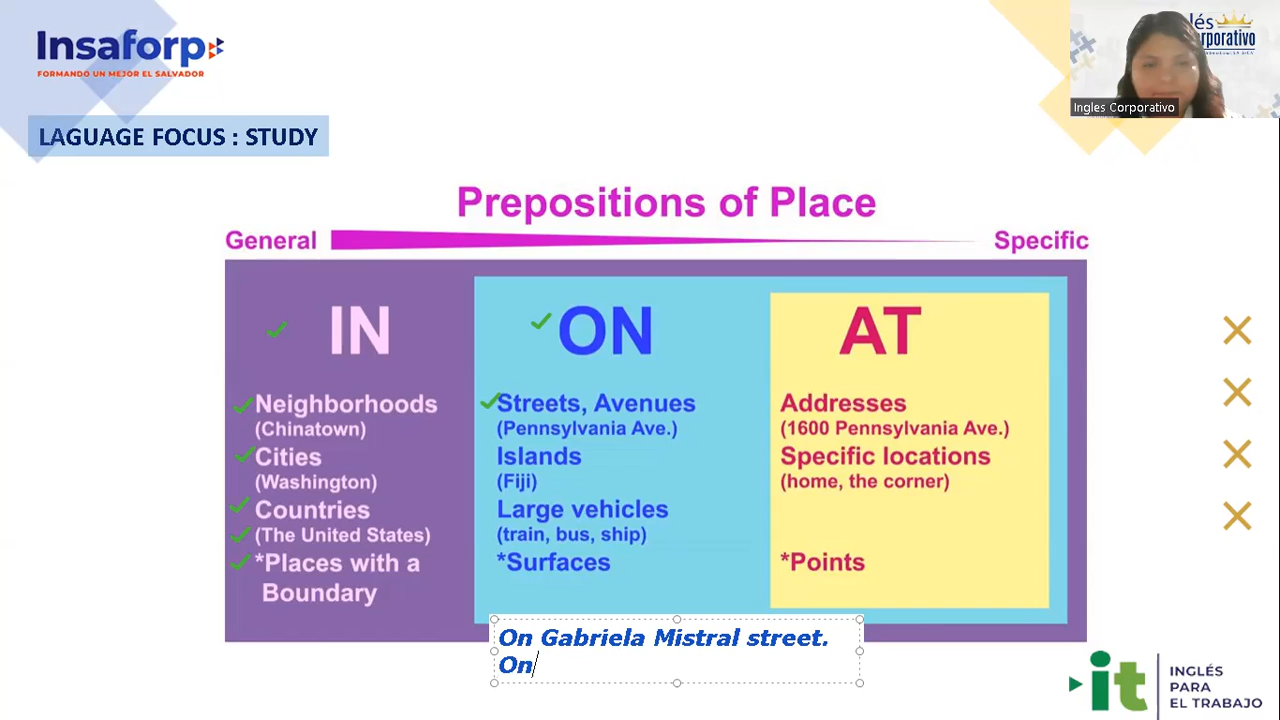 Insaforp
FORMANDO UN MEJOR EL SALVADOR
lés
rporativo
Ingles Corporativo
LAGUAGE FOCUS : STUDY
Prepositions of Place
General
Specific
IN
Neighborhoods
(Chinatown)
Cities
(Washington)
Countries
(The United States)
*Places with a
Boundary
ON
Streets, Avenues
(Pennsylvania Ave.)
Islands
(Fiji)
Large vehicles
(train, bus, ship)
*Surfaces
AT
Addresses
(1600 Pennsylvania Ave.)
Specific locations
(home, the corner)
*Points
On Gabriela Mistral street.
On
it
INGLÉS
PARA
EL TRABAJO